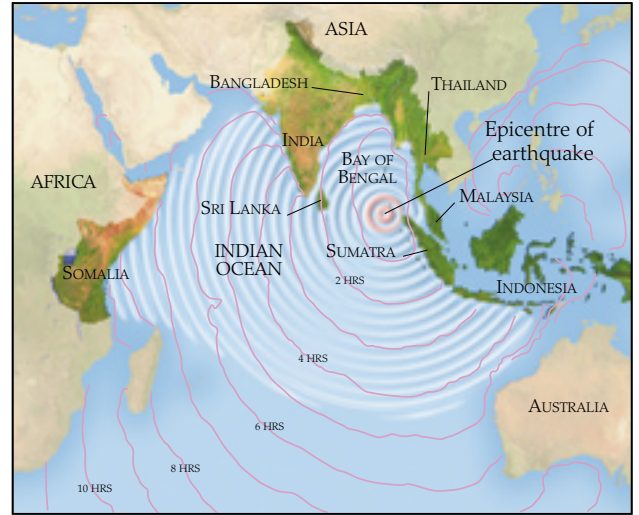 ASIA
BANGLADESH
THAILAND
INDIA
Epicentre of
earthquake
BAY OF
BENGAL
AFRICA
MALAYSIA
SRI LANKA
INDIAN
OCEAN
SUMATRA
SOMALIA
2 HRS
INDONESIA
4 HRS
AUSTRALIA
6 HRS
8 HRS
10 HRS